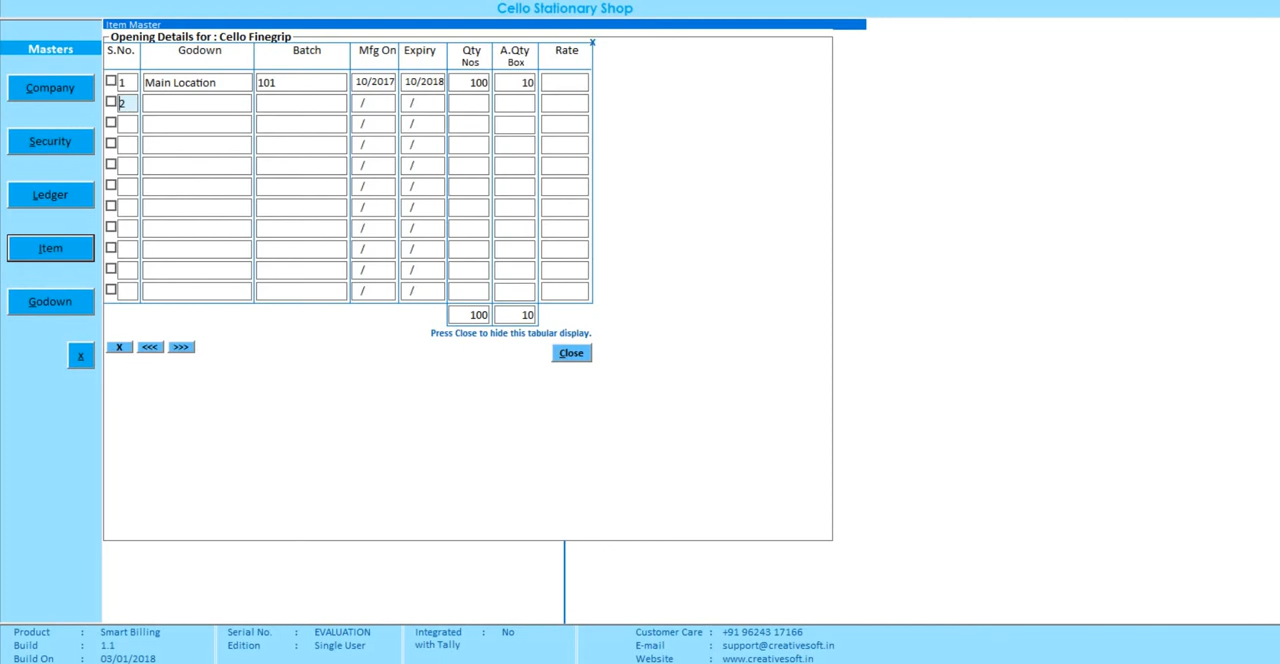 Cello Stationary Shop
Item Master
Masters
Company
Security
Ledger
Item
Godown
x
Opening Details for : Cello Finegrip
x
S.No. Godown Batch Mfg On Expiry Qty Nos A.Qty Box Rate
1 Main Location 101 10/2017 10/2018 100 10
2 / /
/ /
/ /
/ /
/ /
/ /
/ /
/ /
/ /
/ /
100 10
Press Close to hide this tabular display.
X <<< >>> Close
Product : Smart Billing
Build : 1.1
Build On : 03/01/2018
Serial No. : EVALUATION
Edition : Single User
Integrated : No
with Tally
Customer Care : +91 96243 17166
E-mail : support@creativesoft.in
Website : www.creativesoft.in